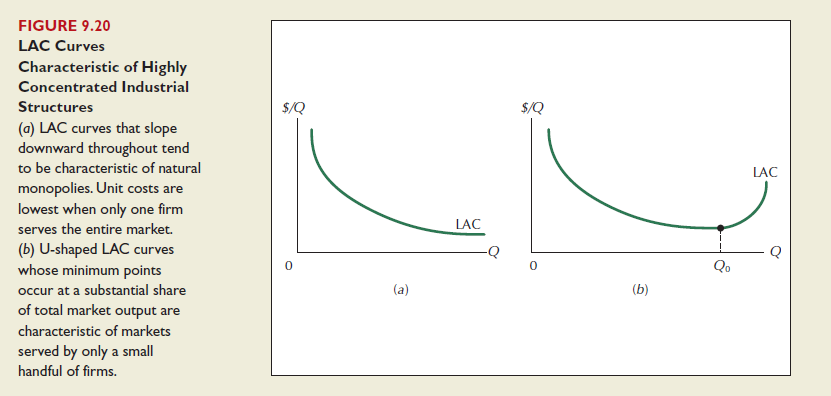 FIGURE 9.20
LAC Curves
Characteristic of Highly
Concentrated Industrial
Structures
(a) LAC curves that slope
downward throughout tend
to be characteristic of natural
monopolies. Unit costs are
lowest when only one firm
serves the entire market.
(b) U-shaped LAC curves
whose minimum points
occur at a substantial share
of total market output are
characteristic of markets
served by only a small
handful of firms.
$/Q
LAC
Q
0
(a)
$/Q
LAC
Q
0
Q₀
(b)